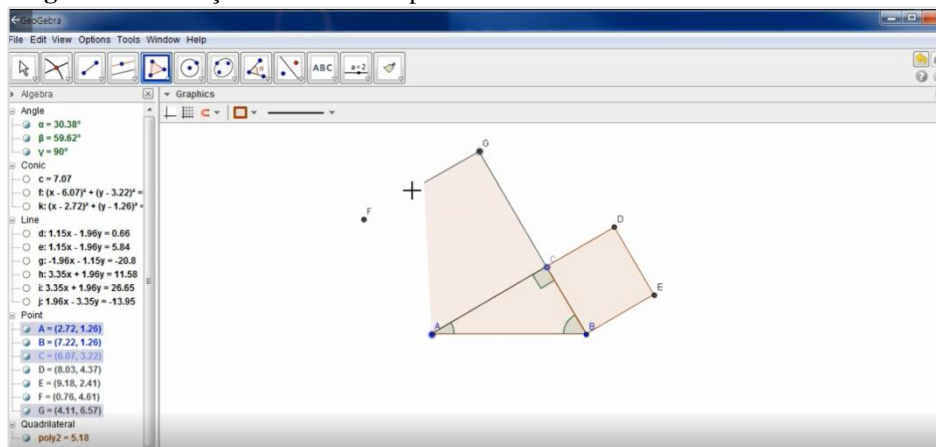 GeoGebra
File Edit View Options Tools Window Help
ABC
a=2
Algebra
Graphics
Angle
α = 30.38°
β = 59.62°
γ = 90°
Conic
c = 7.07
f: (x - 6.07)² + (y - 3.22)² =
k: (x - 2.72)² + (y - 1.26)² =
Line
d: 1.15x - 1.96y = 0.66
e: 1.15x - 1.96y = 5.84
g: -1.96x - 1.15y = -20.8
h: 3.35x + 1.96y = 11.58
i: 3.35x + 1.96y = 26.65
j: 1.96x - 3.35y = -13.95
Point
A = (2.72, 1.26)
B = (7.22, 1.26)
C = (6.07, 3.22)
D = (8.03, 4.37)
E = (9.18, 2.41)
F = (0.76, 4.61)
G = (4.11, 6.57)
Quadrilateral
poly2 = 5.18
G
F
D
C
E
A
B